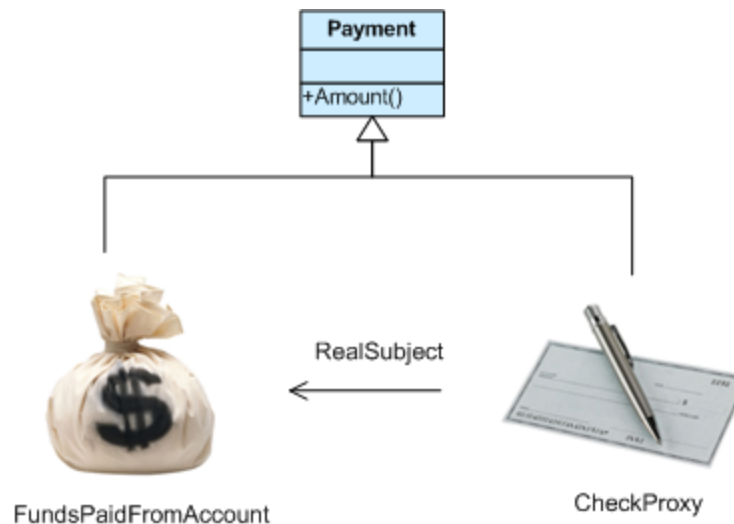 Payment
+Amount()
RealSubject
$
FundsPaidFromAccount
CheckProxy